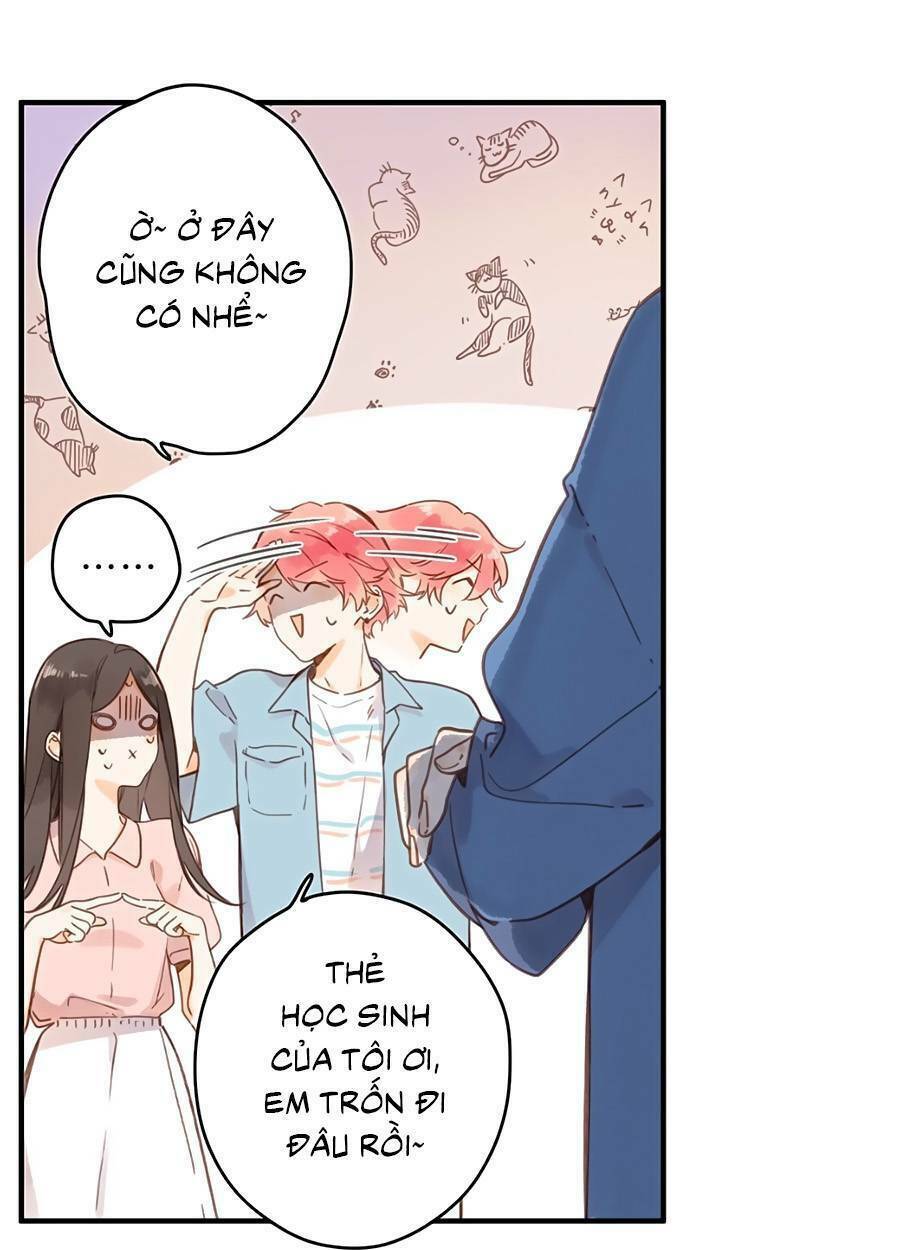 Ờ~ Ở ĐÂY
CŨNG KHÔNG
CÓ NHỂ~
......
THẺ
HỌC SINH
CỦA TÔI ƠI,
EM TRỐN ĐI
ĐÂU RỒI~